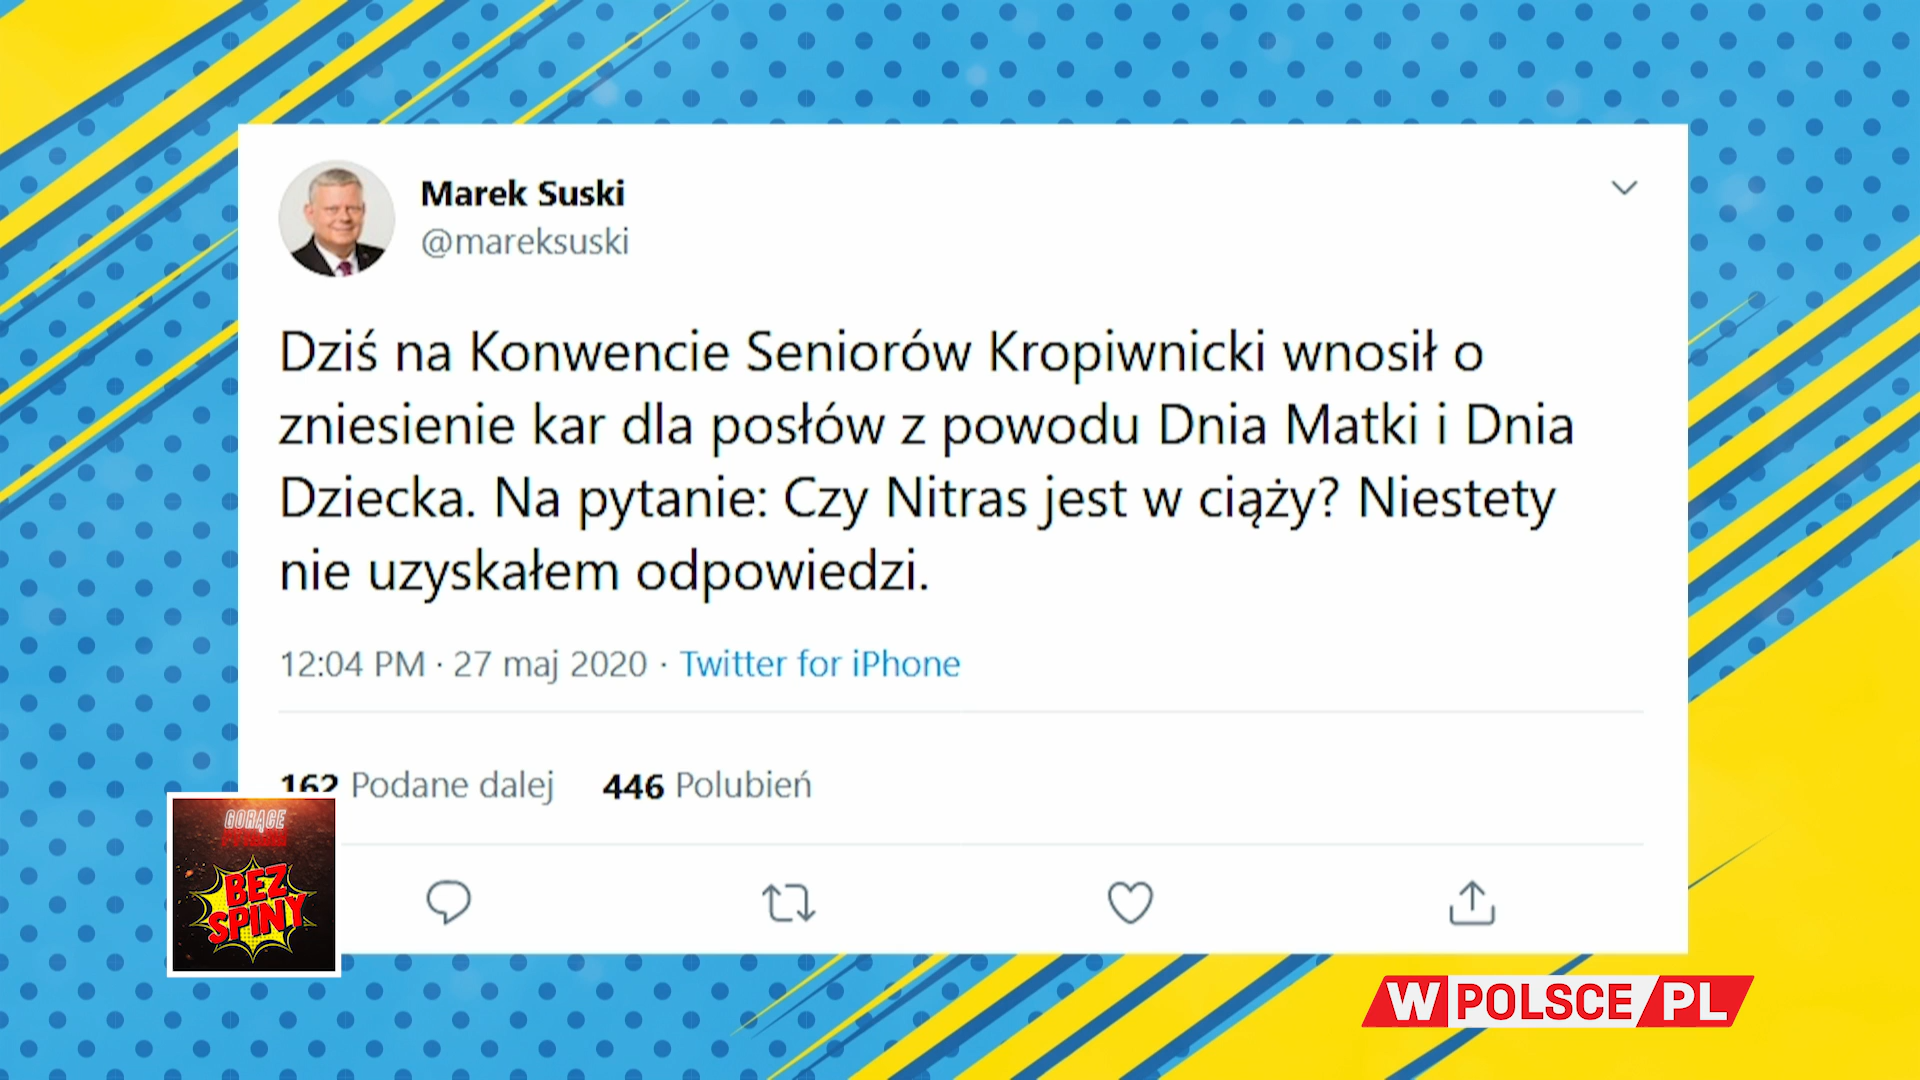 Marek Suski
@mareksuski
Dziś na Konwencie Seniorów Kropiwnicki wnosił o
zniesienie kar dla posłów z powodu Dnia Matki i Dnia
Dziecka. Na pytanie: Czy Nitras jest w ciąży? Niestety
nie uzyskałem odpowiedzi.
12:04 PM · 27 maj 2020 · Twitter for iPhone
162 Podane dalej 446 Polubień
GORĄCE
BEZ
SPINY
WPOLSCE/PL